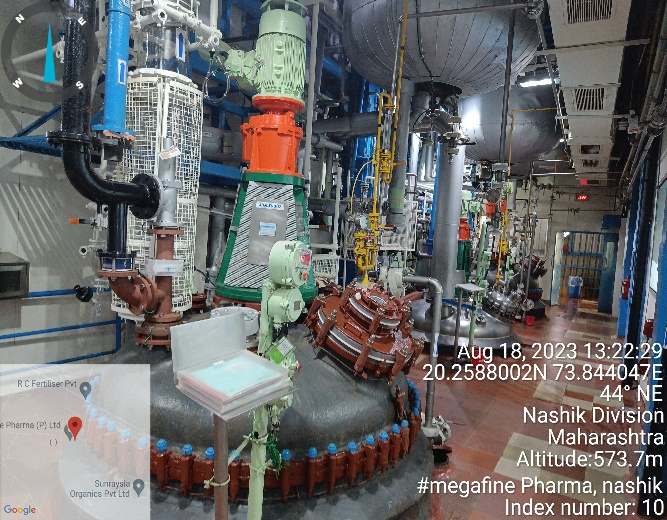 N
E
S
W
Aug 18, 2023 13:22:29
20.2588002N 73.844047E
44° NE
Nashik Division
Maharashtra
Altitude:573.7m
#megafine Pharma, nashik
Index number: 10
R C Fertiliser Pvt
e Pharma (P) Ltd
(-)
Sunraysia
Organics Pvt Ltd
Google